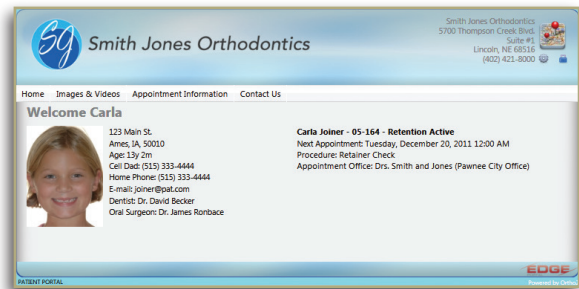 Smith Jones Orthodontics
5700 Thompson Creek Blvd.
Suite #1
Lincoln, NE 68516
(402) 421-8000
SJ Smith Jones Orthodontics
Home Images & Videos Appointment Information Contact Us
Welcome Carla
123 Main St.
Ames, IA, 50010
Age: 13y 2m
Cell Dad: (515) 333-4444
Home Phone: (515) 333-4444
E-mail: joiner@pat.com
Dentist: Dr. David Becker
Oral Surgeon: Dr. James Ronbace
Carla Joiner - 05-164 - Retention Active
Next Appointment: Tuesday, December 20, 2011 12:00 AM
Procedure: Retainer Check
Appointment Office: Drs. Smith and Jones (Pawnee City Office)
EDGE
PATIENT PORTAL
Powered by Ortho